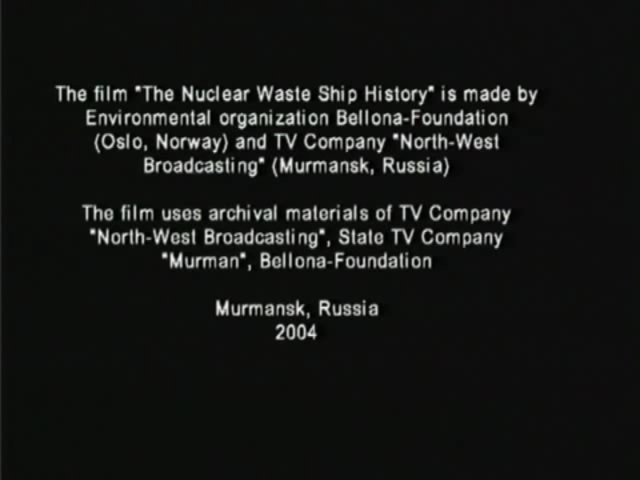 The film "The Nuclear Waste Ship History" is made by
Environmental organization Bellona-Foundation
(Oslo, Norway) and TV Company "North-West
Broadcasting" (Murmansk, Russia)
The film uses archival materials of TV Company
"North-West Broadcasting", State TV Company
"Murman", Bellona-Foundation
Murmansk, Russia
2004